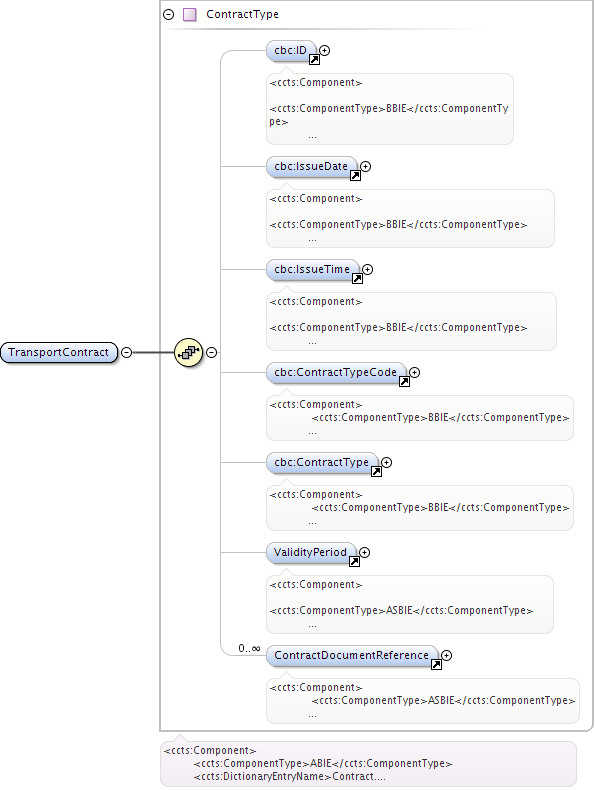 ContractType
cbc:ID
<ccts:Component>
<ccts:ComponentType>BBIE</ccts:ComponentTy
pe>
...
cbc:IssueDate
<ccts:Component>
<ccts:ComponentType>BBIE</ccts:ComponentType>
...
cbc:IssueTime
<ccts:Component>
<ccts:ComponentType>BBIE</ccts:ComponentType>
...
TransportContract
cbc:ContractTypeCode
<ccts:Component>
<ccts:ComponentType>BBIE</ccts:ComponentType>
...
cbc:ContractType
<ccts:Component>
<ccts:ComponentType>BBIE</ccts:ComponentType>
...
ValidityPeriod
<ccts:Component>
<ccts:ComponentType>ASBIE</ccts:ComponentType>
...
0..∞
ContractDocumentReference
<ccts:Component>
<ccts:ComponentType>ASBIE</ccts:ComponentType>
...
<ccts:Component>
<ccts:ComponentType>ABIE</ccts:ComponentType>
<ccts:DictionaryEntryName>Contract....